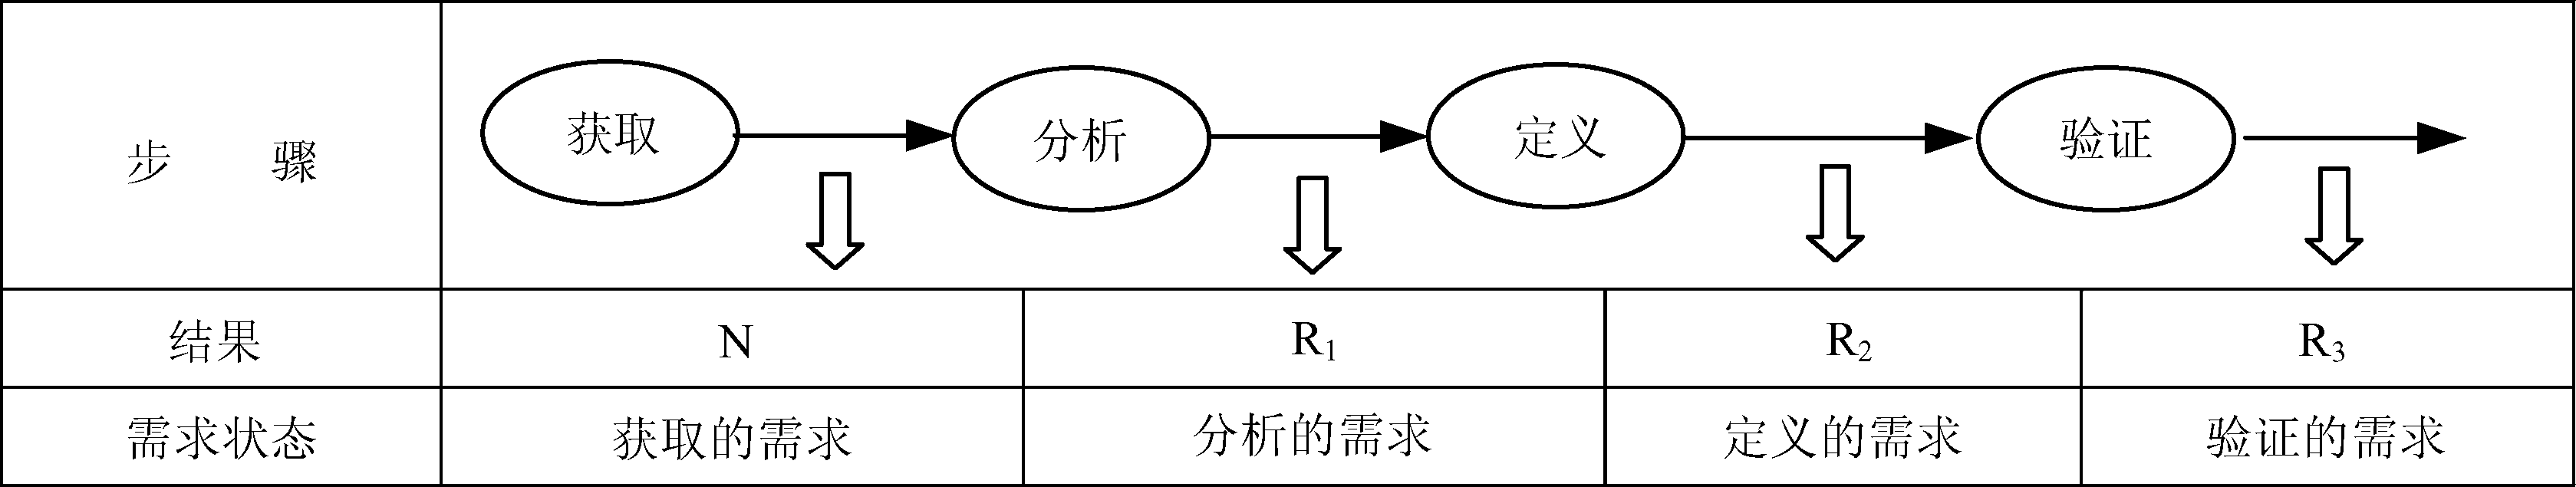 步 骤 获取 分析 定义 验证
结果 N R₁ R₂ R₃
需求状态 获取的需求 分析的需求 定义的需求 验证的需求